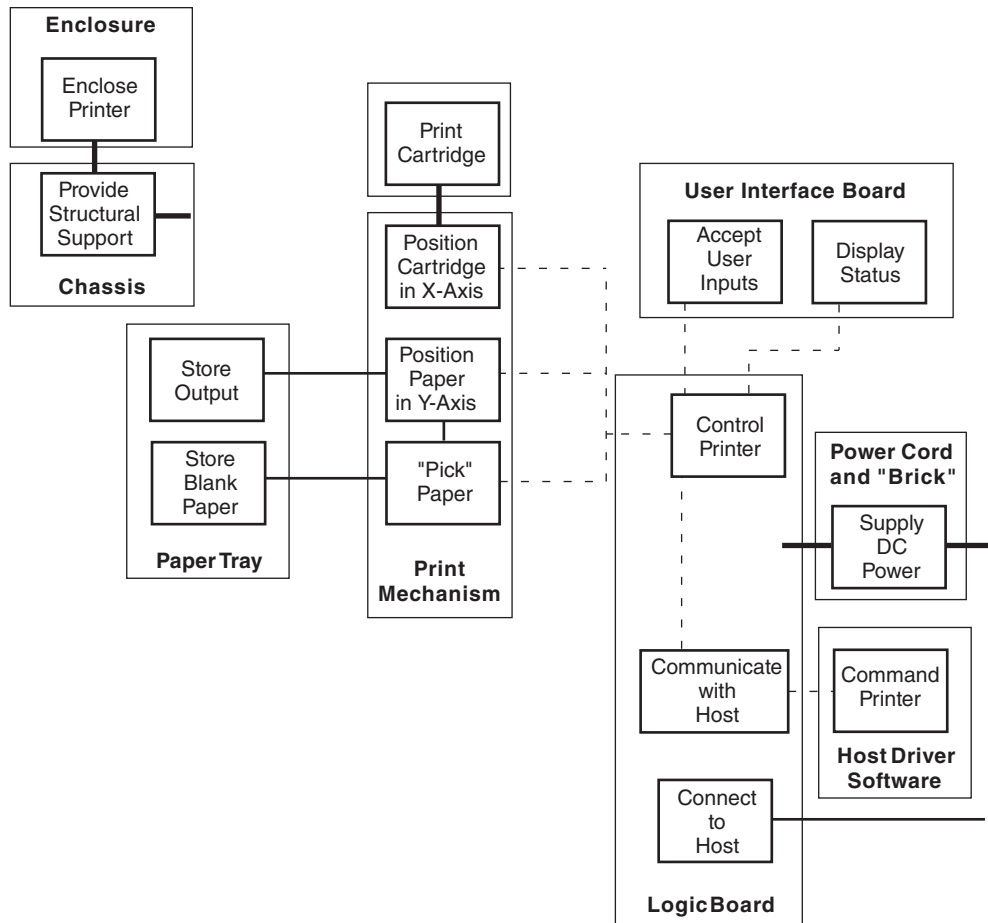 Enclosure
Enclose
Printer
Provide
Structural
Support
Chassis
Print
Cartridge
Position
Cartridge
in X-Axis
Position
Paper
in Y-Axis
"Pick"
Paper
Print
Mechanism
Store
Output
Store
Blank
Paper
Paper Tray
User Interface Board
Accept
User
Inputs
Display
Status
Control
Printer
Communicate
with
Host
Connect
to
Host
Logic Board
Power Cord
and "Brick"
Supply
DC
Power
Command
Printer
Host Driver
Software